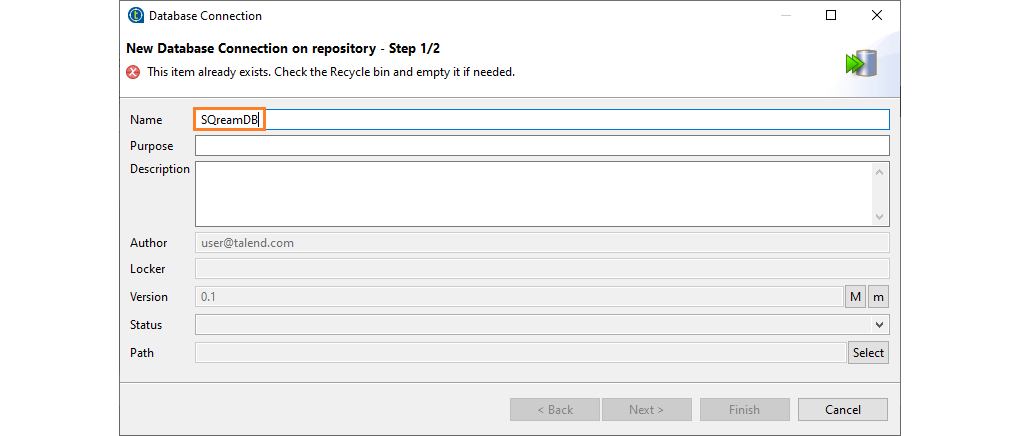 Database Connection
New Database Connection on repository - Step 1/2
This item already exists. Check the Recycle bin and empty it if needed.
Name SQreamDB
Purpose
Description
Author user@talend.com
Locker
Version 0.1 M m
Status
Path Select
< Back Next > Finish Cancel